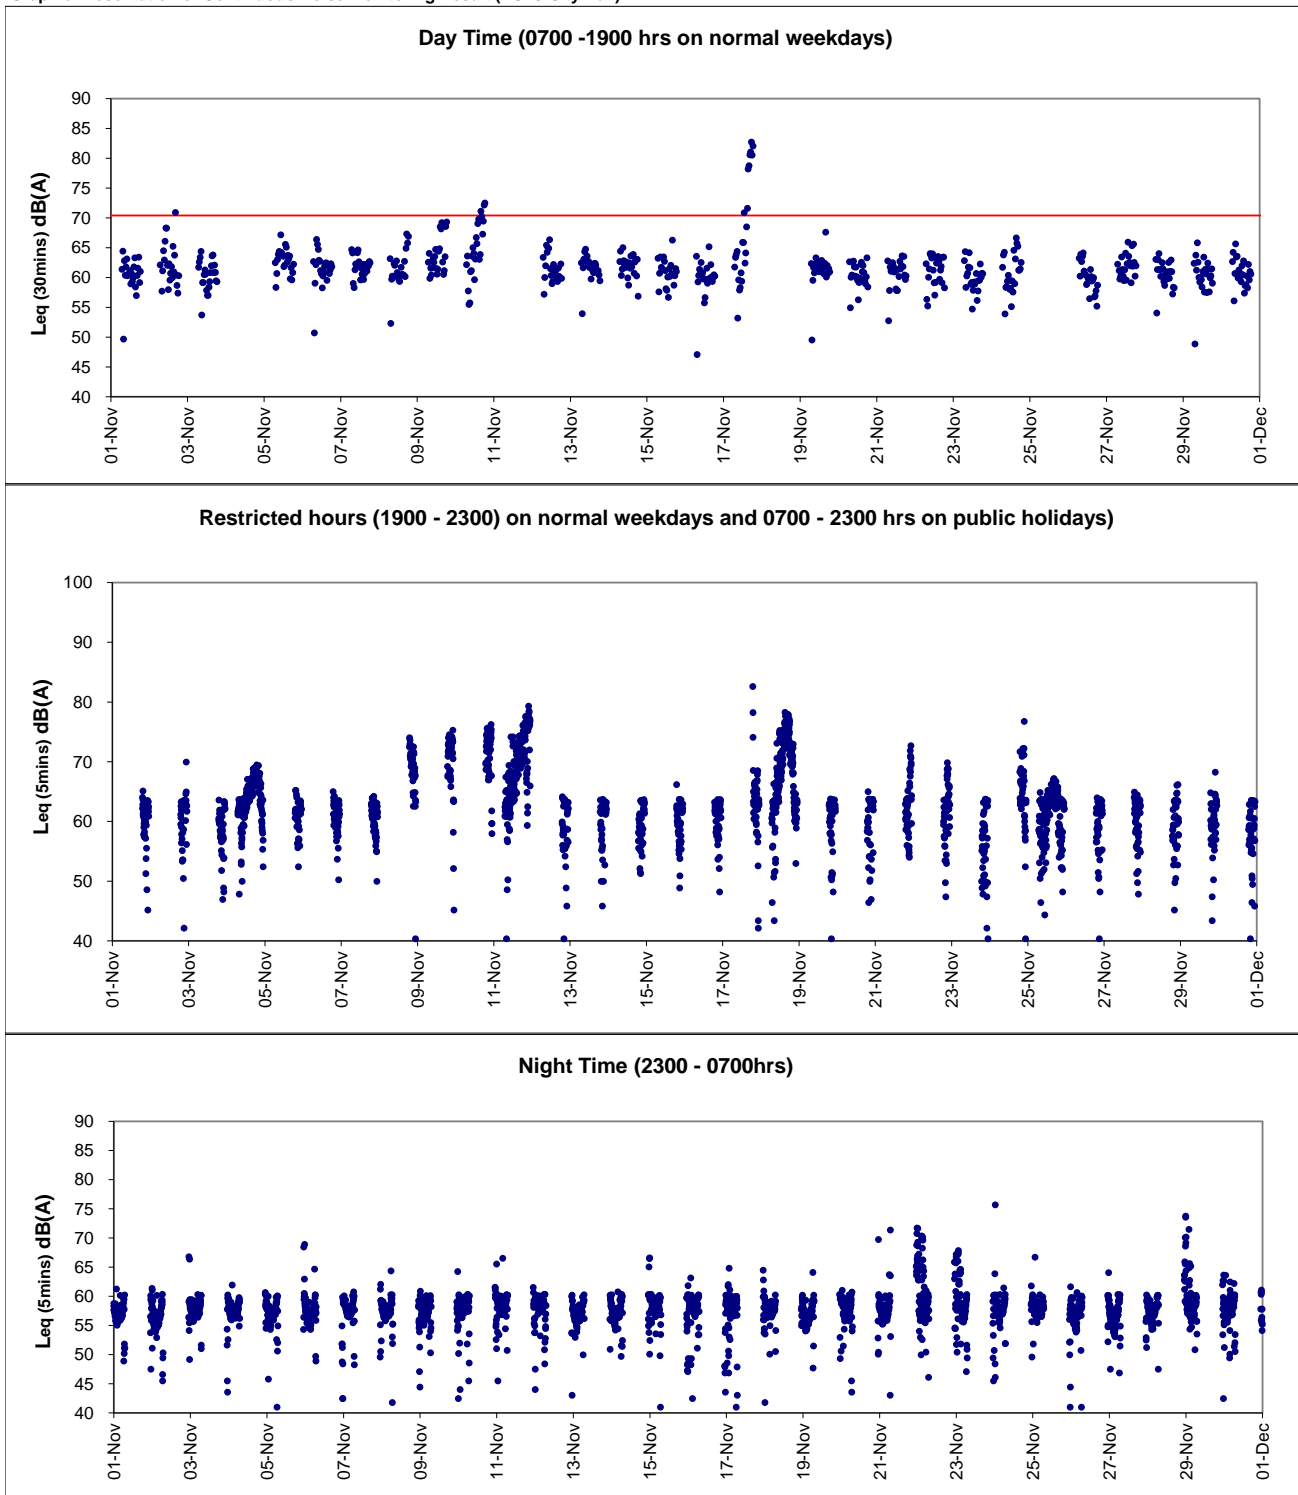 Day Time (0700 -1900 hrs on normal weekdays)
Leq (30mins) dB(A)
90
85
80
75
70
65
60
55
50
45
40
01-Nov
03-Nov
05-Nov
07-Nov
09-Nov
11-Nov
13-Nov
15-Nov
17-Nov
19-Nov
21-Nov
23-Nov
25-Nov
27-Nov
29-Nov
01-Dec
Restricted hours (1900 - 2300) on normal weekdays and 0700 - 2300 hrs on public holidays)
Leq (5mins) dB(A)
100
90
80
70
60
50
40
01-Nov
03-Nov
05-Nov
07-Nov
09-Nov
11-Nov
13-Nov
15-Nov
17-Nov
19-Nov
21-Nov
23-Nov
25-Nov
27-Nov
29-Nov
01-Dec
Night Time (2300 - 0700hrs)
Leq (5mins) dB(A)
90
85
80
75
70
65
60
55
50
45
40
01-Nov
03-Nov
05-Nov
07-Nov
09-Nov
11-Nov
13-Nov
15-Nov
17-Nov
19-Nov
21-Nov
23-Nov
25-Nov
27-Nov
29-Nov
01-Dec